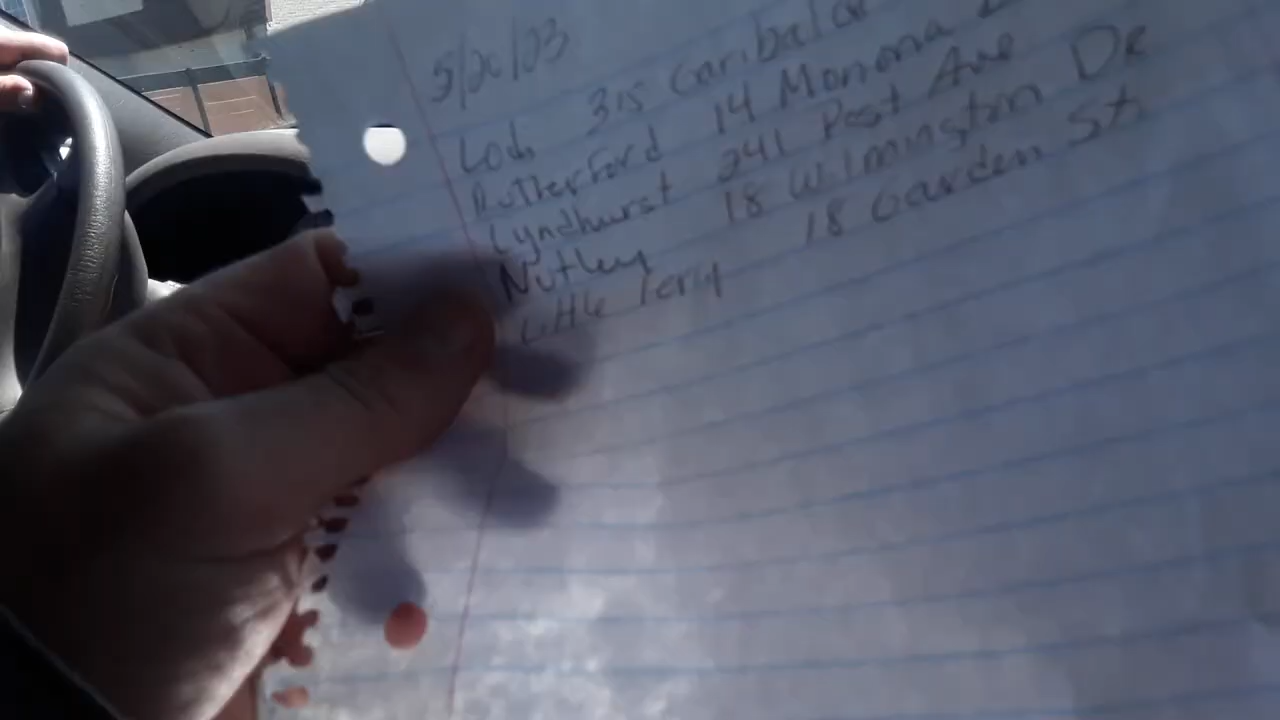 5/20/23
Lodi 315 Garibaldi
Rutherford 14 Monona
Lyndhurst 241 Post Ave
Nutley 18 Wilmington DR
Little Ferry 18 Garden St